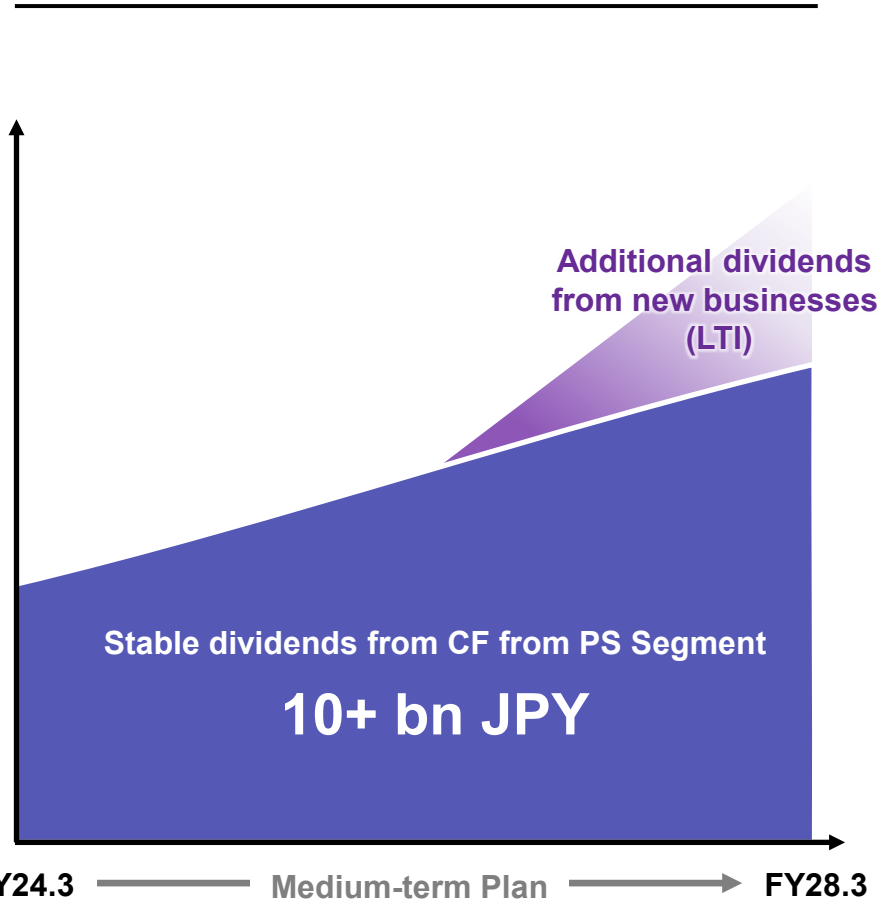 Additional dividends
from new businesses
(LTI)
Stable dividends from CF from PS Segment
10+ bn JPY
Y24.3 Medium-term Plan FY28.3